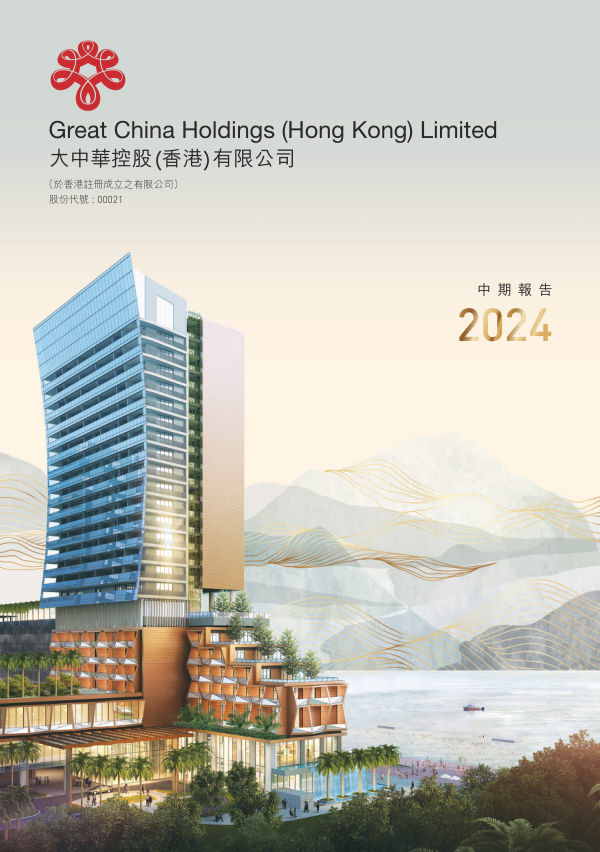 Great China Holdings (Hong Kong) Limited
大中華控股(香港)有限公司
(於香港註冊成立之有限公司)
股份代號 : 00021
中期報告
2024